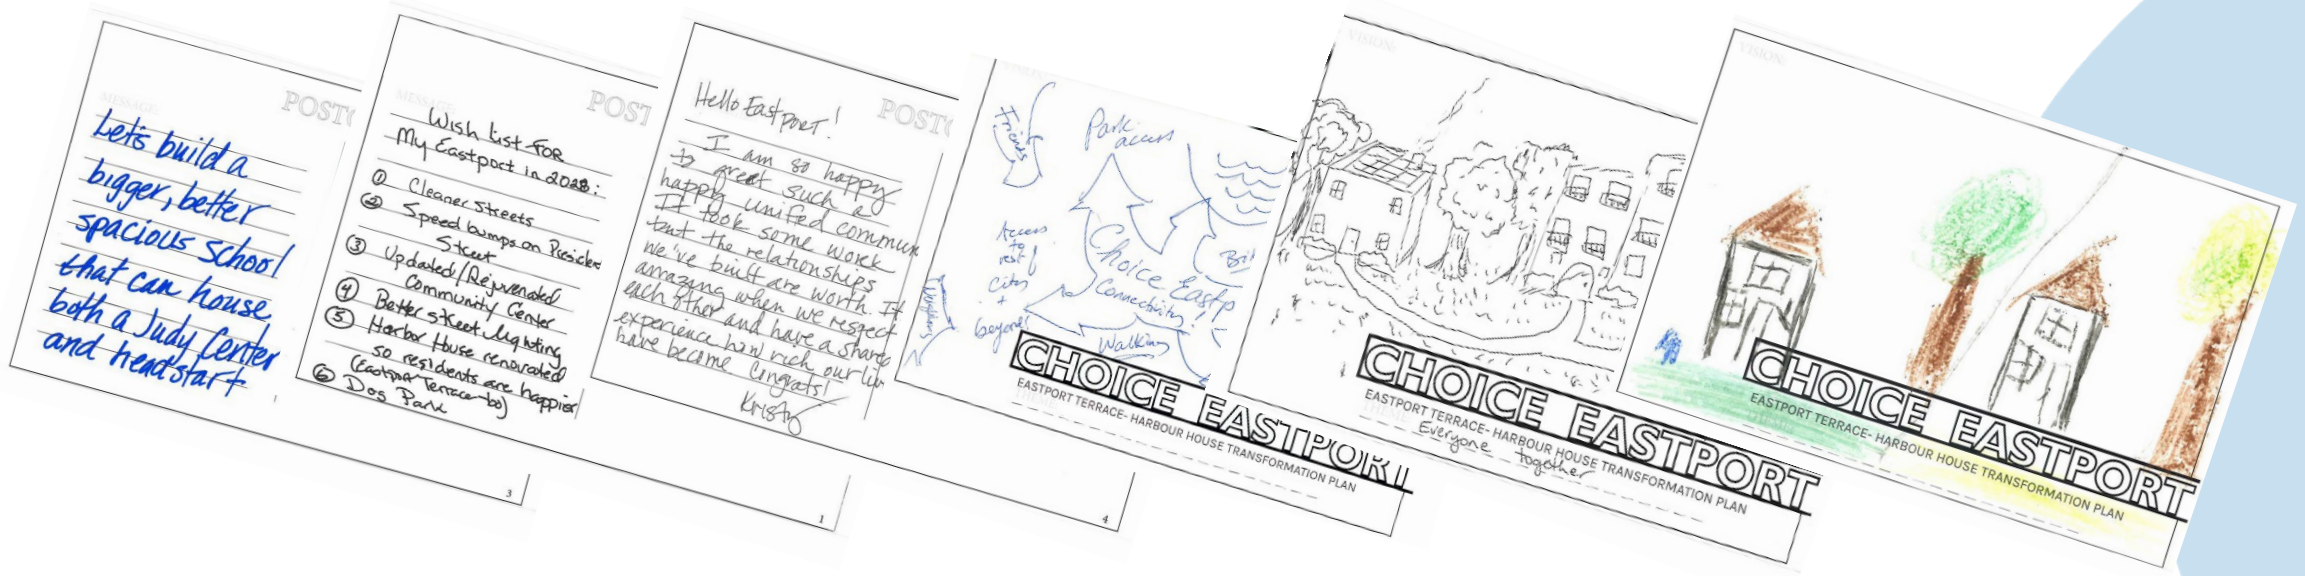 MESSAGE:
POST
Let's build a
bigger, better
spacious school
that can house
both a Judy Center
and headstart
3
MESSAGE:
POST
Wish List FOR
My Eastport in 2028:
① Cleaner Streets
② Speed bumps on
Street
③ Updated/Rejuvenated
Community Center
④ Better street lighting
⑤ Harbor House renovated
so residents are happier
(Eastport Terrace too)
⑥ Dog Park
1
POST
Hello Eastport!
I am so happy
to greet such a
happy unified
It took some work
but the relationships
we've built are worth it
amazing when we respect
each other and have a shared
experience how rich our
have become Congrats!
Kristy
4
Friends
Park
access
Access
to
rest of
City
+
beyond!
Choice
Connectivity!
Walking
CHOICE EASTPORT
EASTPORT TERRACE- HARBOUR HOUSE TRANSFORMATION PLAN
VISION:
CHOICE EASTPORT
EASTPORT TERRACE- HARBOUR HOUSE TRANSFORMATION PLAN
Everyone together
VISION:
CHOICE EASTPORT
EASTPORT TERRACE- HARBOUR HOUSE TRANSFORMATION PLAN